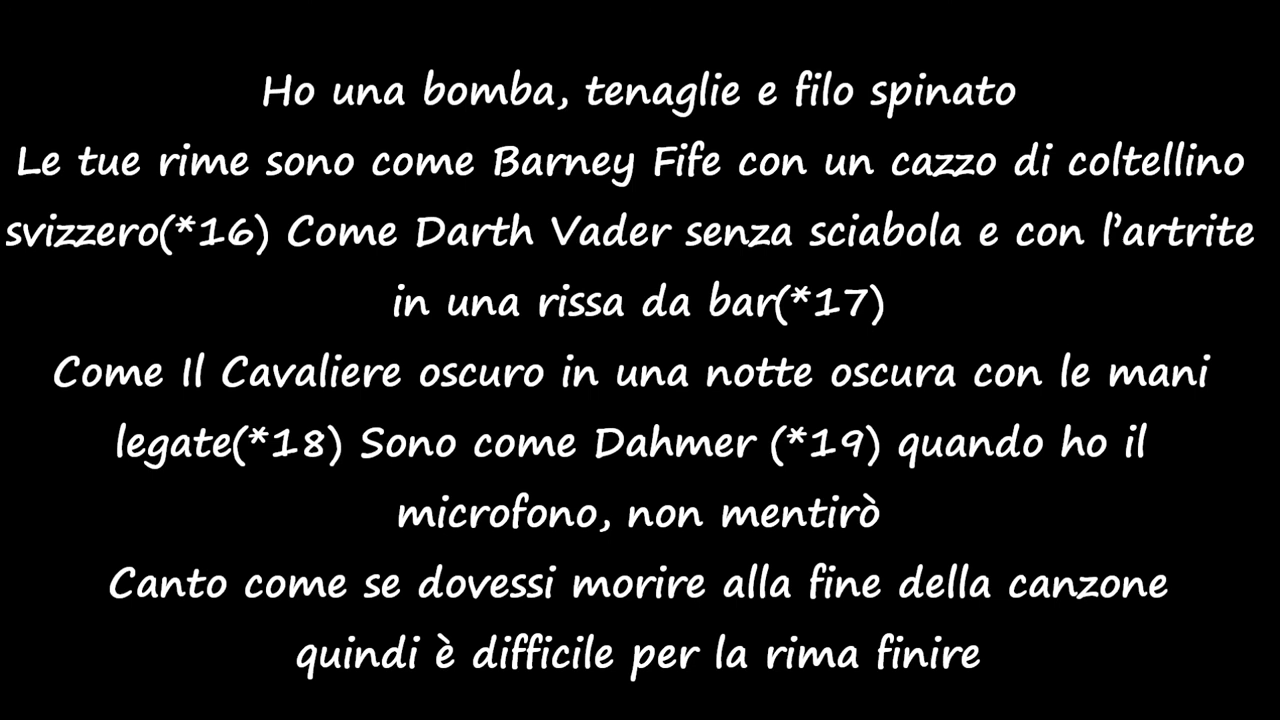 Ho una bomba, tenaglie e filo spinato
Le tue rime sono come Barney Fife con un cazzo di coltellino
svizzero(*16) Come Darth Vader senza sciabola e con l’artrite
in una rissa da bar(*17)
Come Il Cavaliere oscuro in una notte oscura con le mani
legate(*18) Sono come Dahmer (*19) quando ho il
microfono, non mentirò
Canto come se dovessi morire alla fine della canzone
quindi è difficile per la rima finire